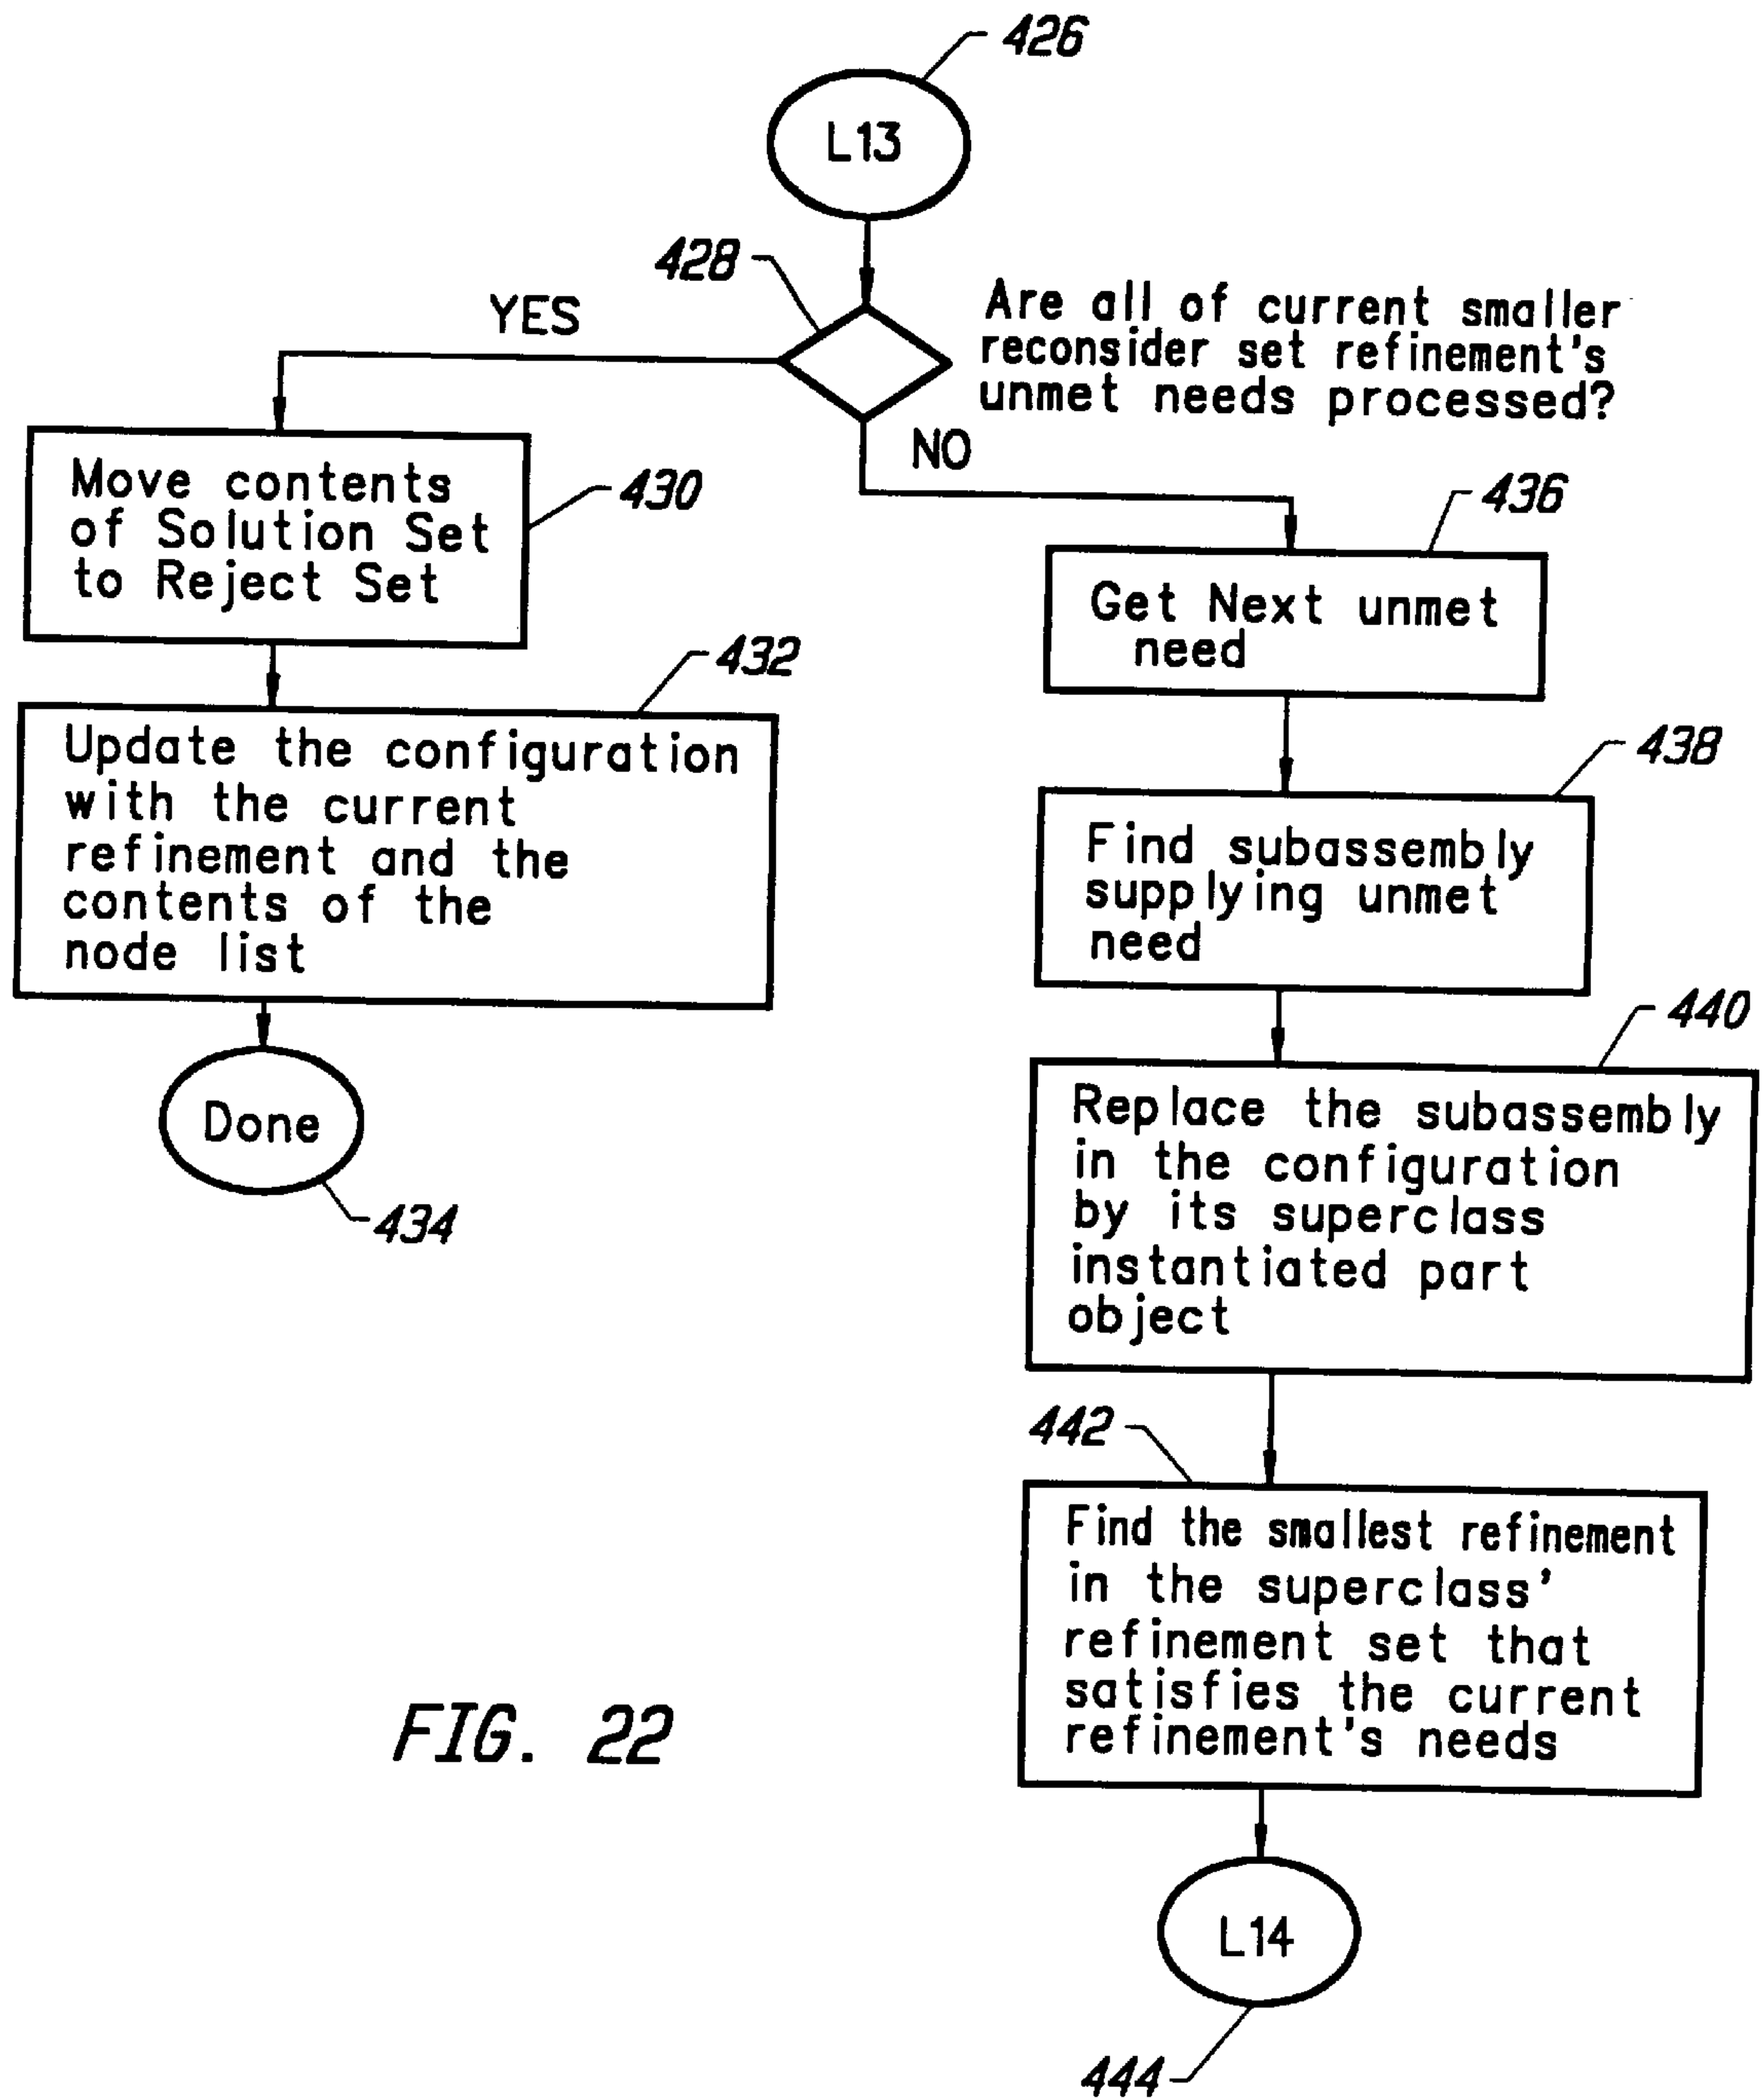 426
L13
428
YES
Are all of current smaller
reconsider set refinement's
unmet needs processed?
NO
Move contents
of Solution Set
to Reject Set
430
436
Get Next unmet
need
432
Update the configuration
with the current
refinement and the
contents of the
node list
438
Find subassembly
supplying unmet
need
Done
434
440
Replace the subassembly
in the configuration
by its superclass
instantiated part
object
442
Find the smallest refinement
in the superclass'
refinement set that
satisfies the current
refinement's needs
FIG. 22
L14
444